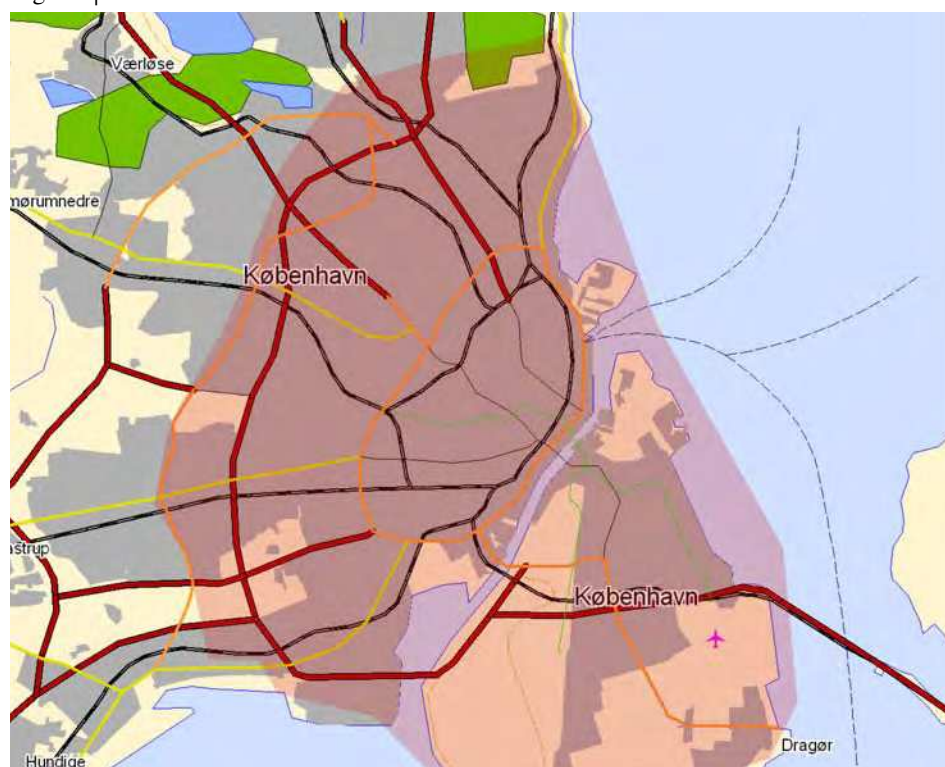 Værløse
mørumnedre
København
astrup
København
Dragør
Hundige